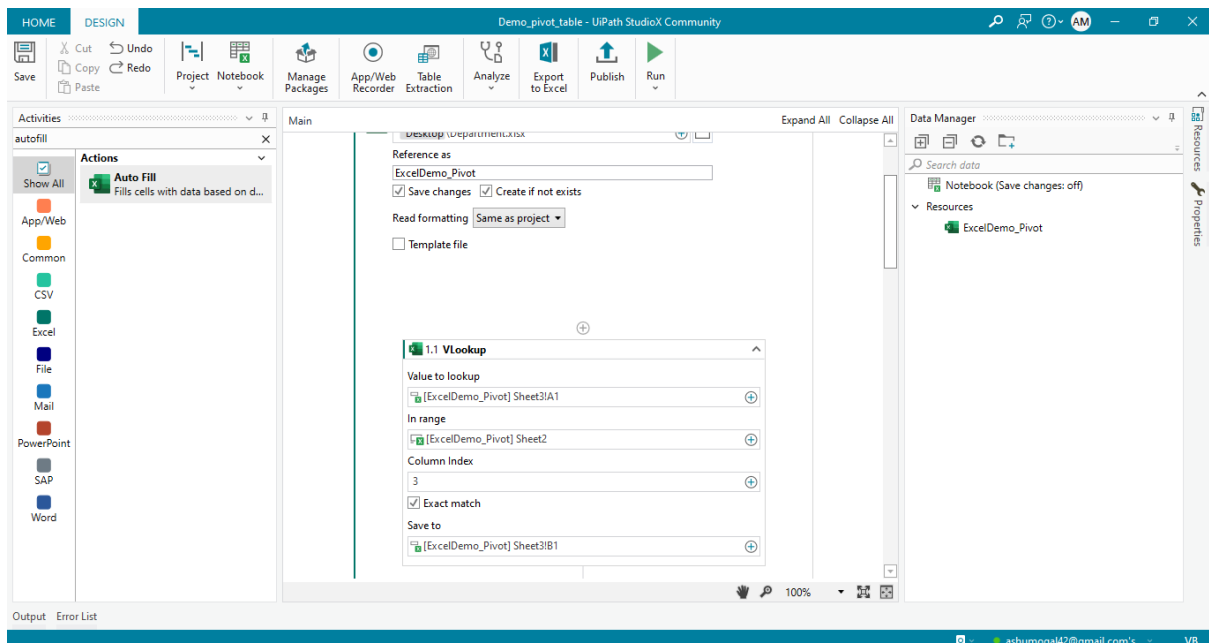 HOME DESIGN Demo_pivot_table - UiPath StudioX Community AM
Save
Cut Undo
Copy Redo
Paste
Project Notebook
Manage Packages
App/Web Recorder
Table Extraction
Analyze
Export to Excel
Publish
Run
Activities
autofill
Show All
App/Web
Common
CSV
Excel
File
Mail
PowerPoint
SAP
Word
Actions
Auto Fill
Fills cells with data based on d...
Main Expand All Collapse All
Desktop \Department.xlsx
Reference as
ExcelDemo_Pivot
Save changes Create if not exists
Read formatting Same as project
Template file
1.1 VLookup
Value to lookup
[ExcelDemo_Pivot] Sheet3!A1
In range
[ExcelDemo_Pivot] Sheet2
Column Index
3
Exact match
Save to
[ExcelDemo_Pivot] Sheet3!B1
100%
Data Manager
Search data
Notebook (Save changes: off)
Resources
ExcelDemo_Pivot
Resources
Properties
Output Error List
ashumogal42@gmail.com's VB